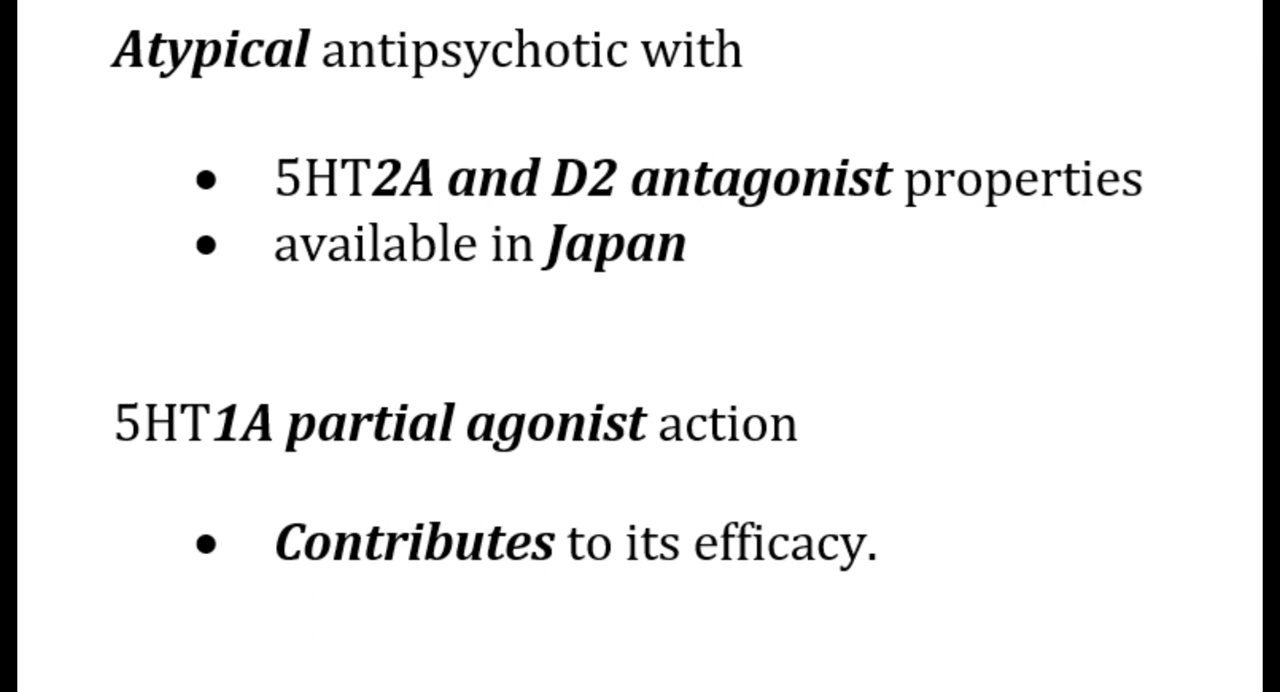 Atypical antipsychotic with
• 5HT2A and D2 antagonist properties
• available in Japan
5HT1A partial agonist action
• Contributes to its efficacy.